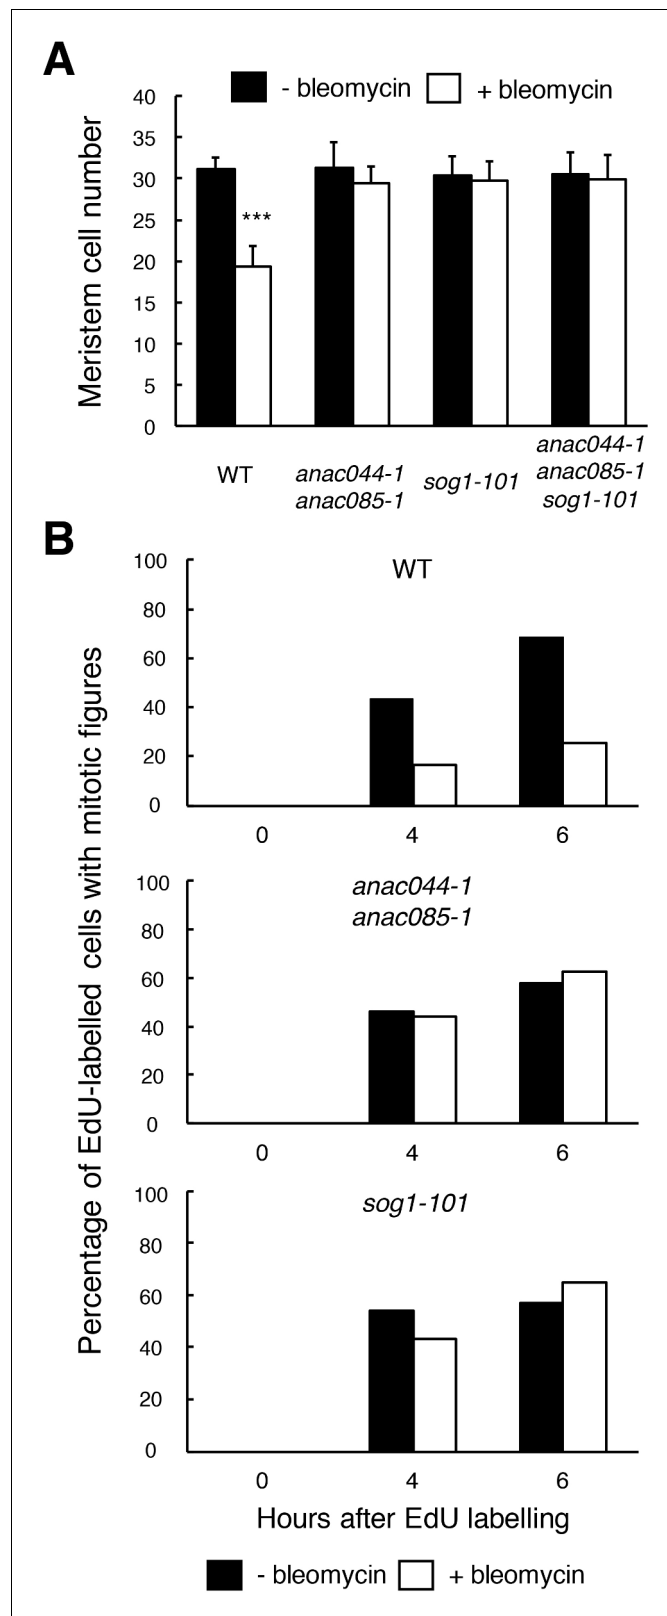 A
- bleomycin + bleomycin
Meristem cell number
40
35
30
25
20
15
10
5
0
***
WT
anac044-1
anac085-1
sog1-101
anac044-1
anac085-1
sog1-101
B
Percentage of EdU-labelled cells with mitotic figures
WT
100
80
60
40
20
0
0 4 6
anac044-1
anac085-1
100
80
60
40
20
0
0 4 6
sog1-101
100
80
60
40
20
0
0 4 6
Hours after EdU labelling
- bleomycin + bleomycin